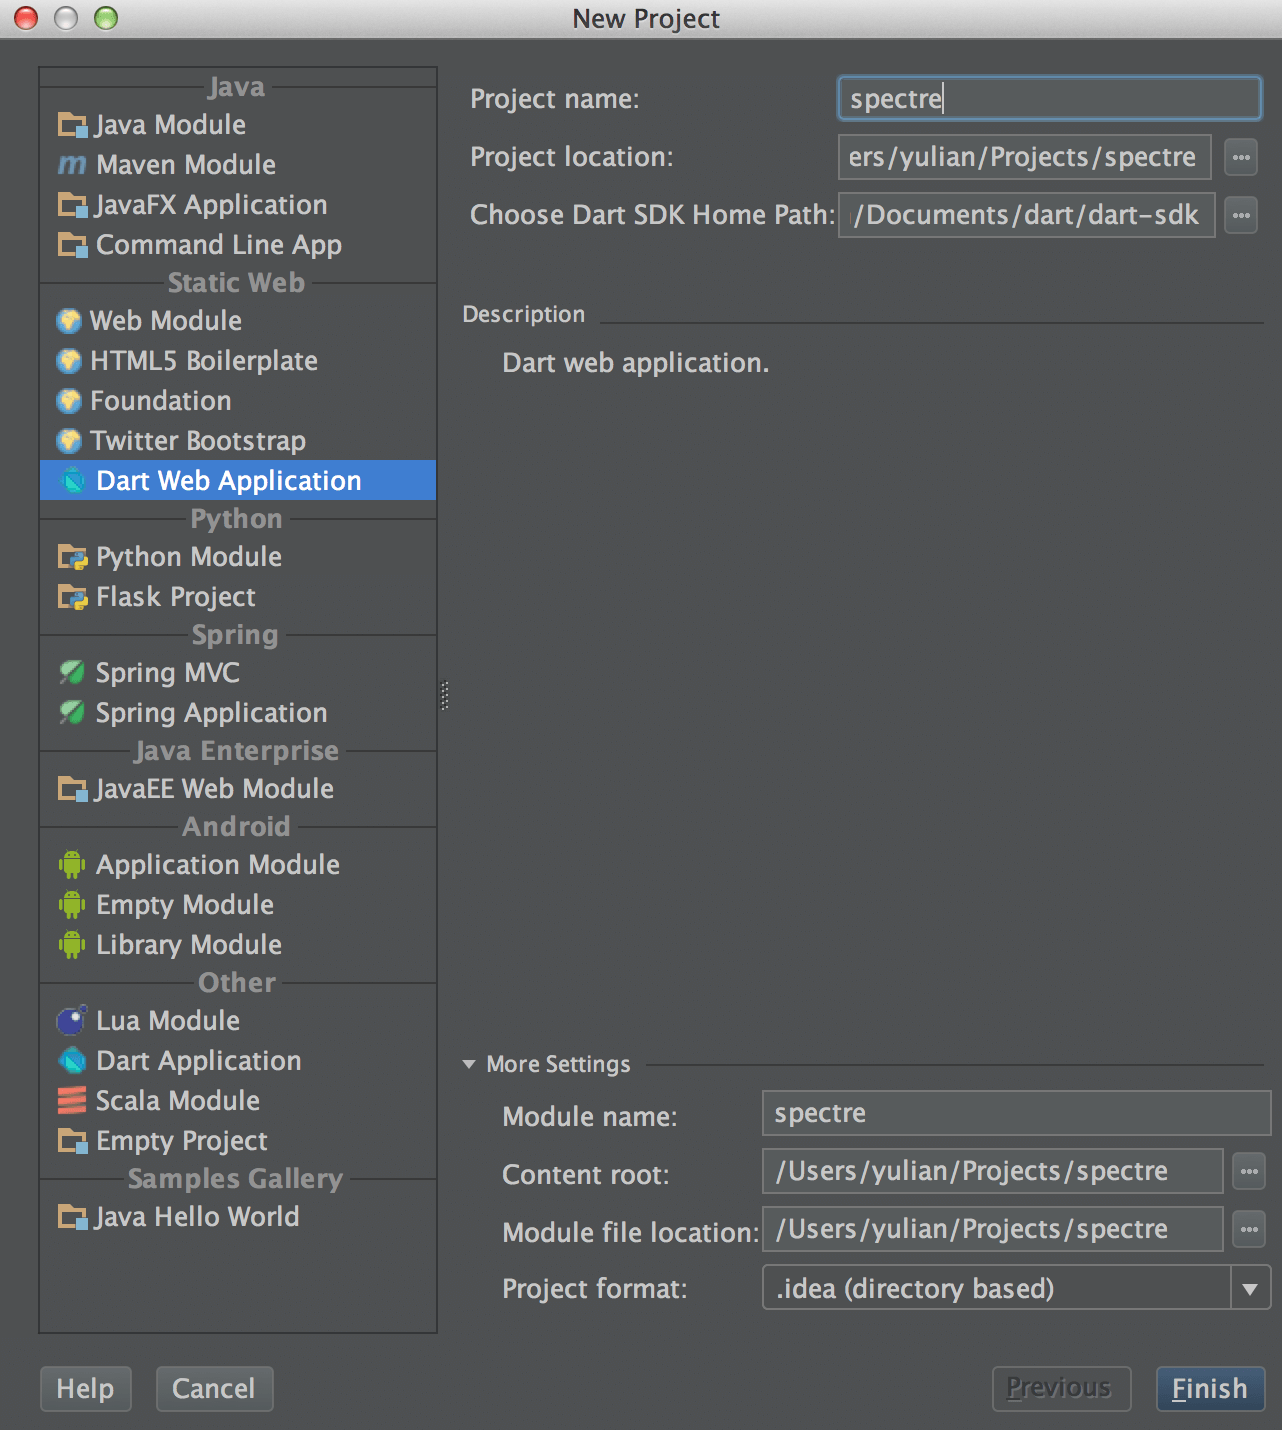 New Project
Java
Java Module
Maven Module
JavaFX Application
Command Line App
Static Web
Web Module
HTML5 Boilerplate
Foundation
Twitter Bootstrap
Dart Web Application
Python
Python Module
Flask Project
Spring
Spring MVC
Spring Application
Java Enterprise
JavaEE Web Module
Android
Application Module
Empty Module
Library Module
Other
Lua Module
Dart Application
Scala Module
Empty Project
Samples Gallery
Java Hello World
Project name: spectre
Project location: ers/yulian/Projects/spectre ...
Choose Dart SDK Home Path: /Documents/dart/dart-sdk ...
Description
Dart web application.
More Settings
Module name: spectre
Content root: /Users/yulian/Projects/spectre ...
Module file location: /Users/yulian/Projects/spectre ...
Project format: .idea (directory based)
Help Cancel Previous Finish